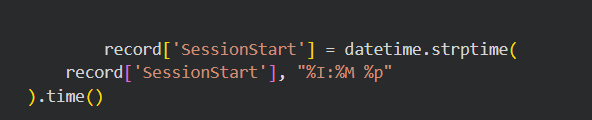 record['SessionStart'] = datetime.strptime(
record['SessionStart'], "%I:%M %p"
).time()